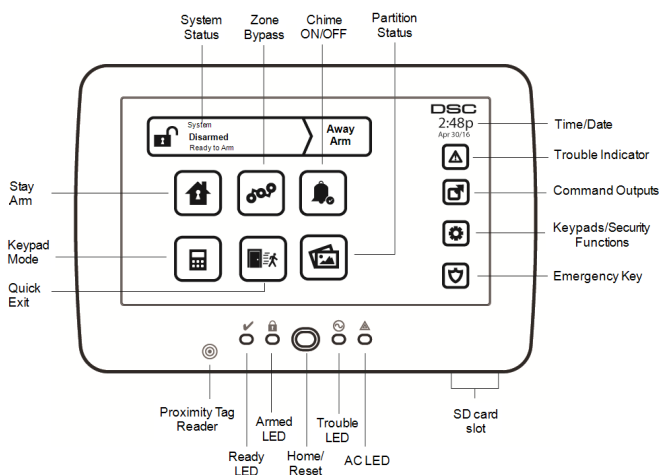 System
Status
Zone
Bypass
Chime
ON/OFF
Partition
Status
DSC
2:48p
Apr 30/16
Time/Date
System
Disarmed
Ready to Arm
Away
Arm
Trouble Indicator
Stay
Arm
Command Outputs
Keypads/Security
Functions
Keypad
Mode
Quick
Exit
Emergency Key
Proximity Tag
Reader
Ready
LED
Armed
LED
Home/
Reset
Trouble
LED
AC LED
SD card
slot